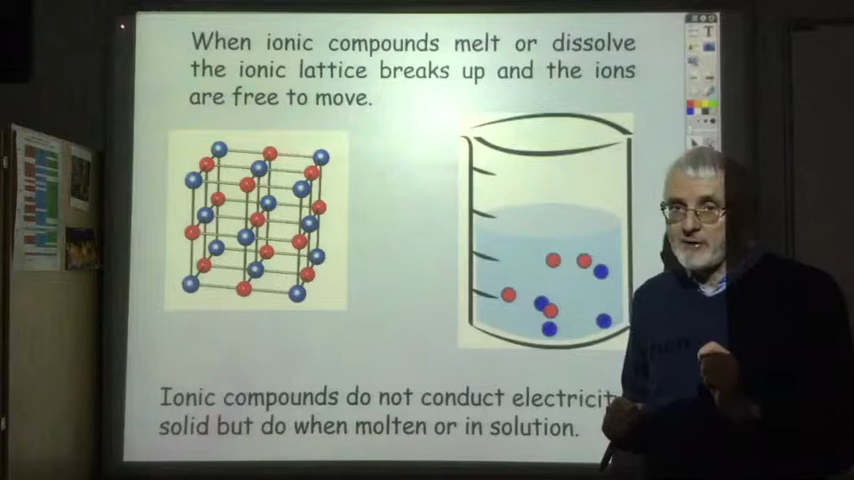 When ionic compounds melt or dissolve
the ionic lattice breaks up and the ions
are free to move.
Ionic compounds do not conduct electricit
solid but do when molten or in solution.